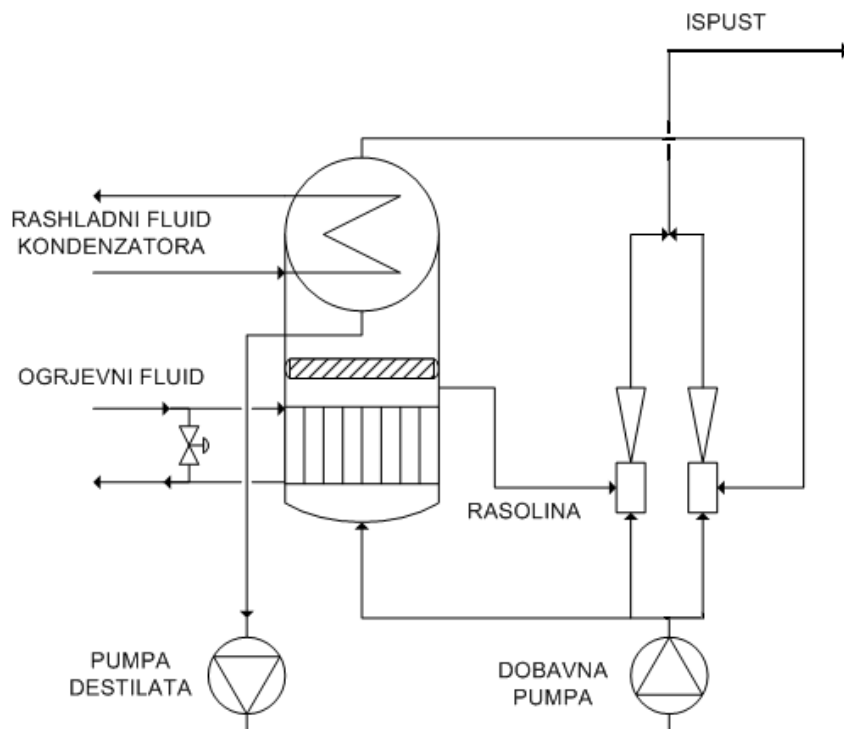 ISPUST
RASHLADNI FLUID
KONDENZATORA
OGRJEVNI FLUID
RASOLINA
PUMPA
DESTILATA
DOBAVNA
PUMPA